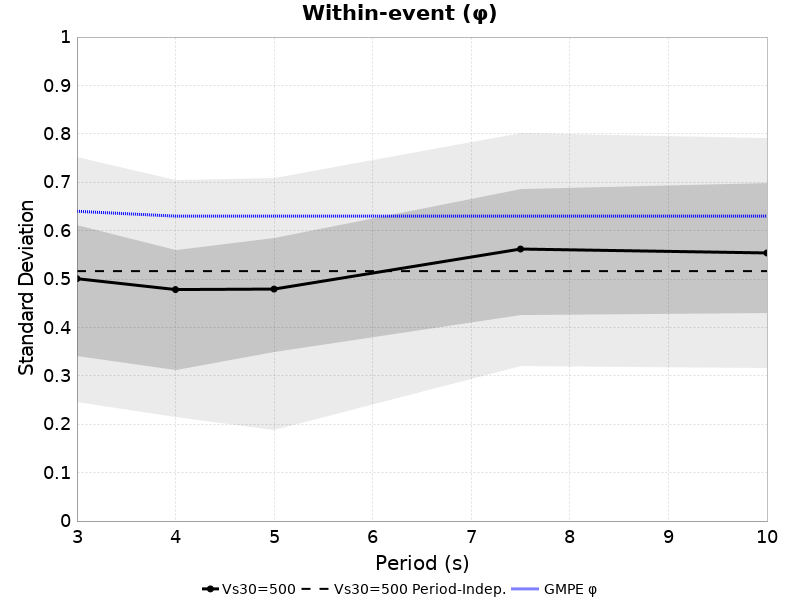 Within-event (φ)
Standard Deviation
1
0.9
0.8
0.7
0.6
0.5
0.4
0.3
0.2
0.1
0
3 4 5 6 7 8 9 10
Period (s)
Vs30=500 Vs30=500 Period-Indep. GMPE φ